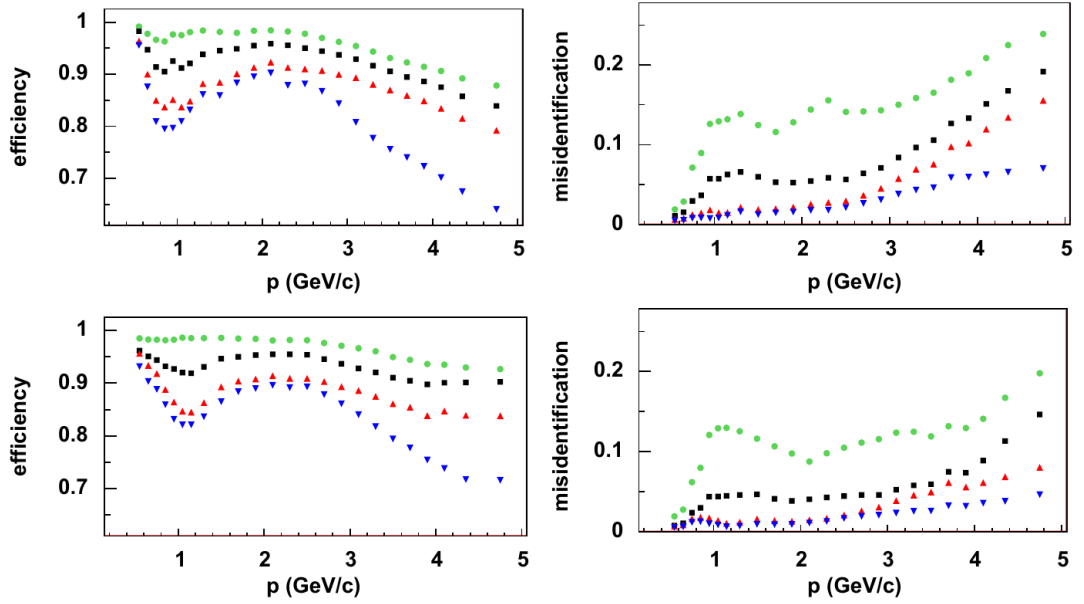 efficiency
1
0.9
0.8
0.7
1 2 3 4 5
p (GeV/c)
misidentification
0.2
0.1
0
1 2 3 4 5
p (GeV/c)
efficiency
1
0.9
0.8
0.7
1 2 3 4 5
p (GeV/c)
misidentification
0.2
0.1
0
1 2 3 4 5
p (GeV/c)